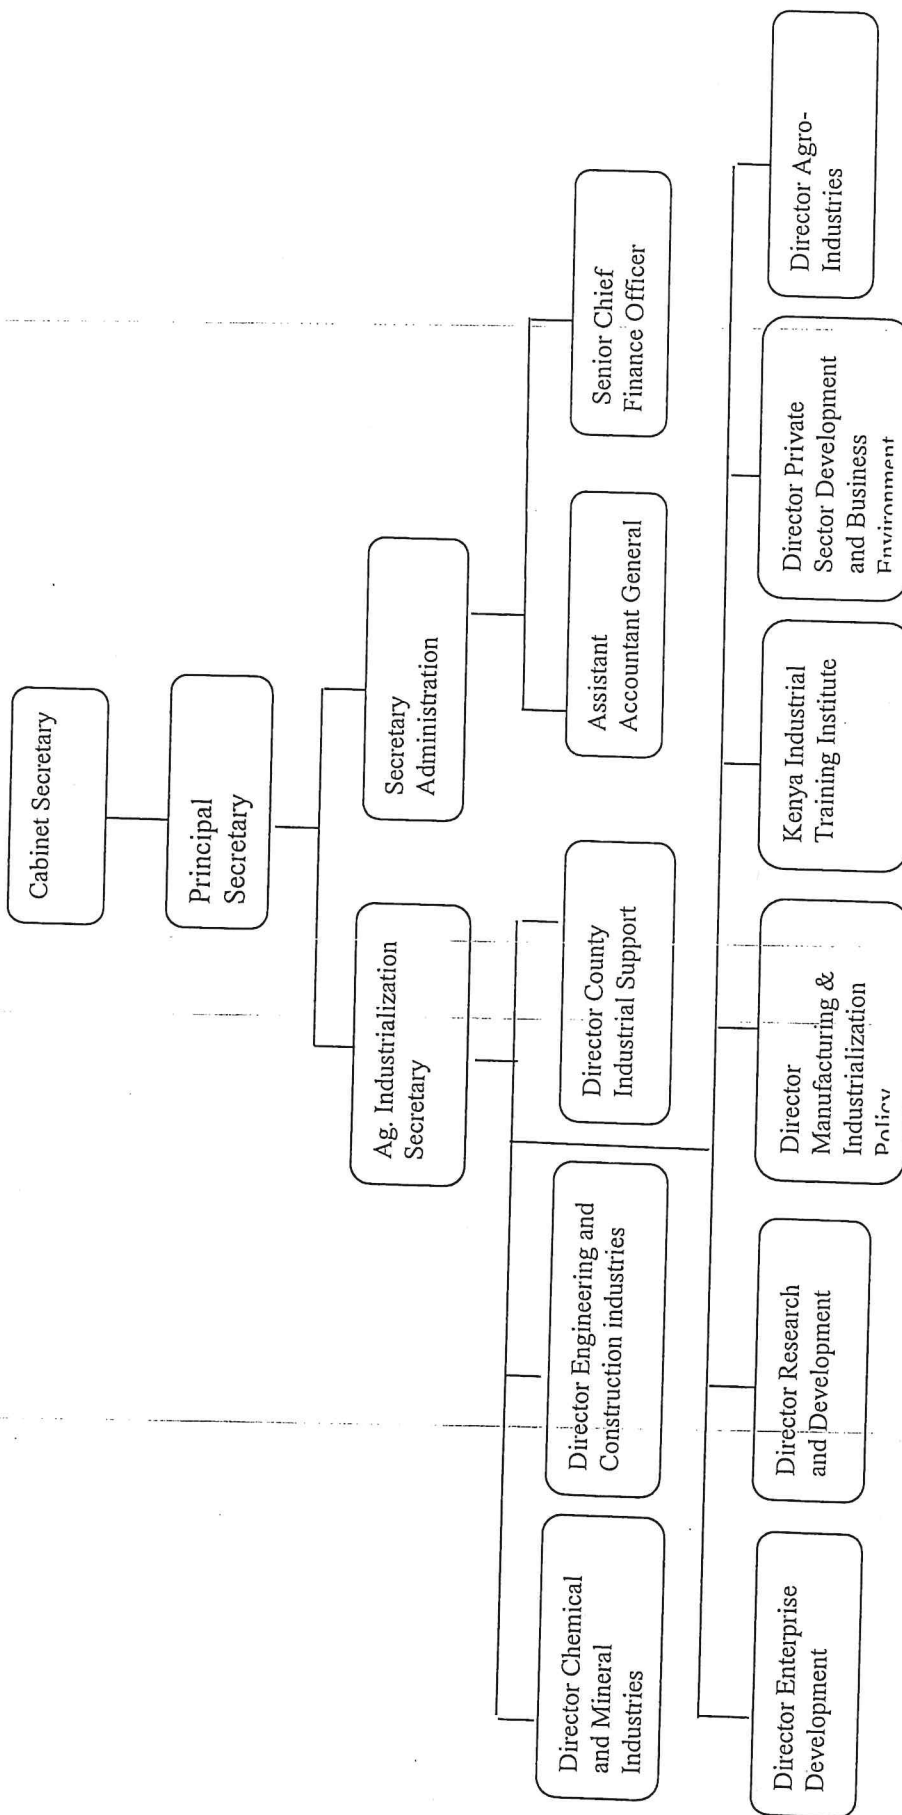 Cabinet Secretary
Principal
Secretary
Ag. Industrialization
Secretary
Secretary
Administration
Director Chemical
and Mineral
Industries
Director Engineering and
Construction industries
Director County
Industrial Support
Assistant
Accountant General
Senior Chief
Finance Officer
Director Enterprise
Development
Director Research
and Development
Director
Manufacturing &
Industrialization
Policy
Kenya Industrial
Training Institute
Director Private
Sector Development
and Business
Environment
Director Agro-
Industries